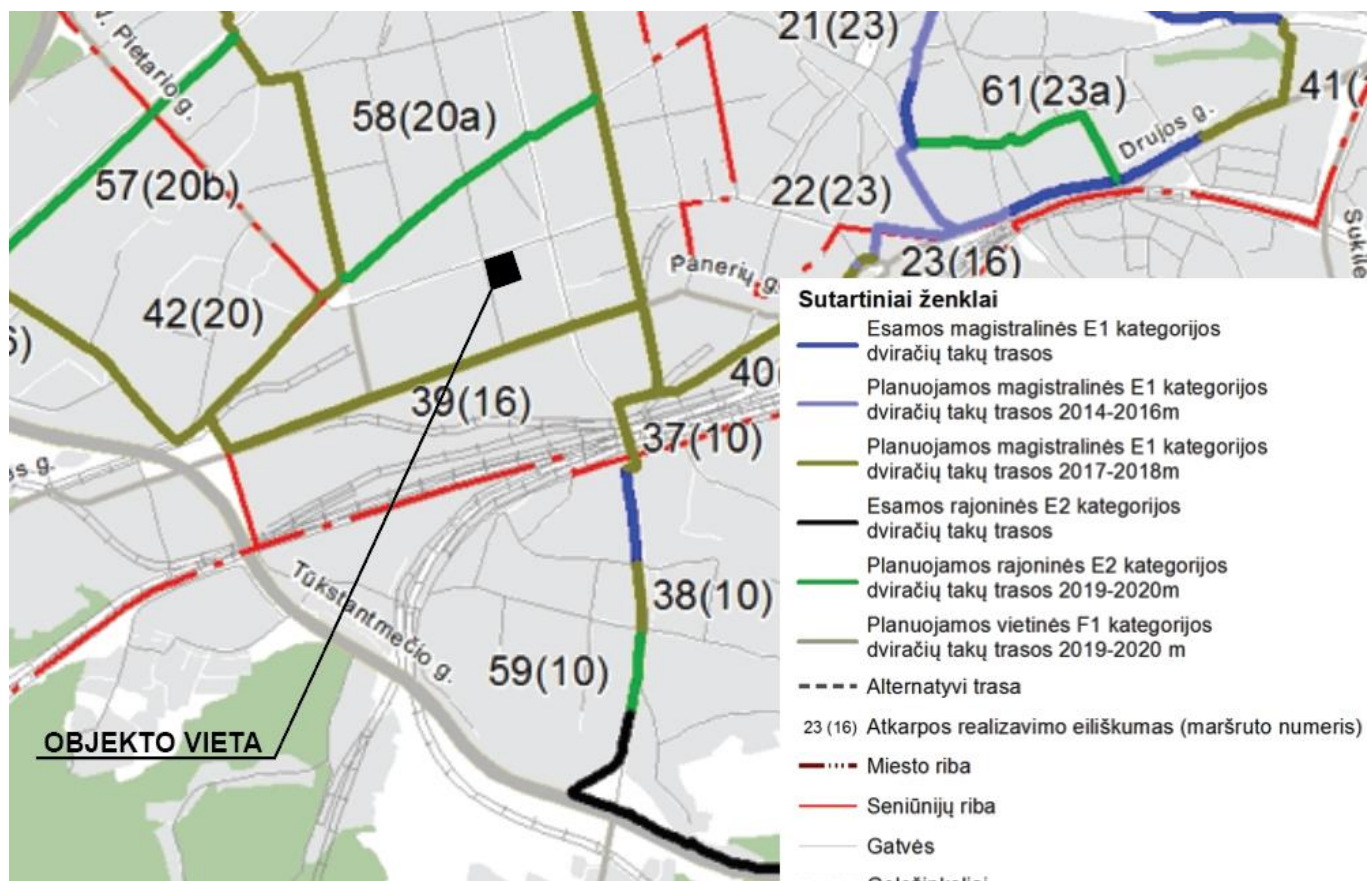 21(23)
V. Pietario g.
61(23a)
41(
58(20a)
Drujos g.
57(20b)
22(23)
Panerių g.
23(16)
42(20)
39(16)
40(
37(10)
38(10)
Tūkstantmečio g.
59(10)
OBJEKTO VIETA
Sutartiniai ženklai
Esamos magistralinės E1 kategorijos
dviračių takų trasos
Planuojamos magistralinės E1 kategorijos
dviračių takų trasos 2014-2016m
Planuojamos magistralinės E1 kategorijos
dviračių takų trasos 2017-2018m
Esamos rajoninės E2 kategorijos
dviračių takų trasos
Planuojamos rajoninės E2 kategorijos
dviračių takų trasos 2019-2020m
Planuojamos vietinės F1 kategorijos
dviračių takų trasos 2019-2020 m
Alternatyvi trasa
23 (16) Atkarpos realizavimo eiliškumas (maršruto numeris)
Miesto riba
Seniūnijų riba
Gatvės